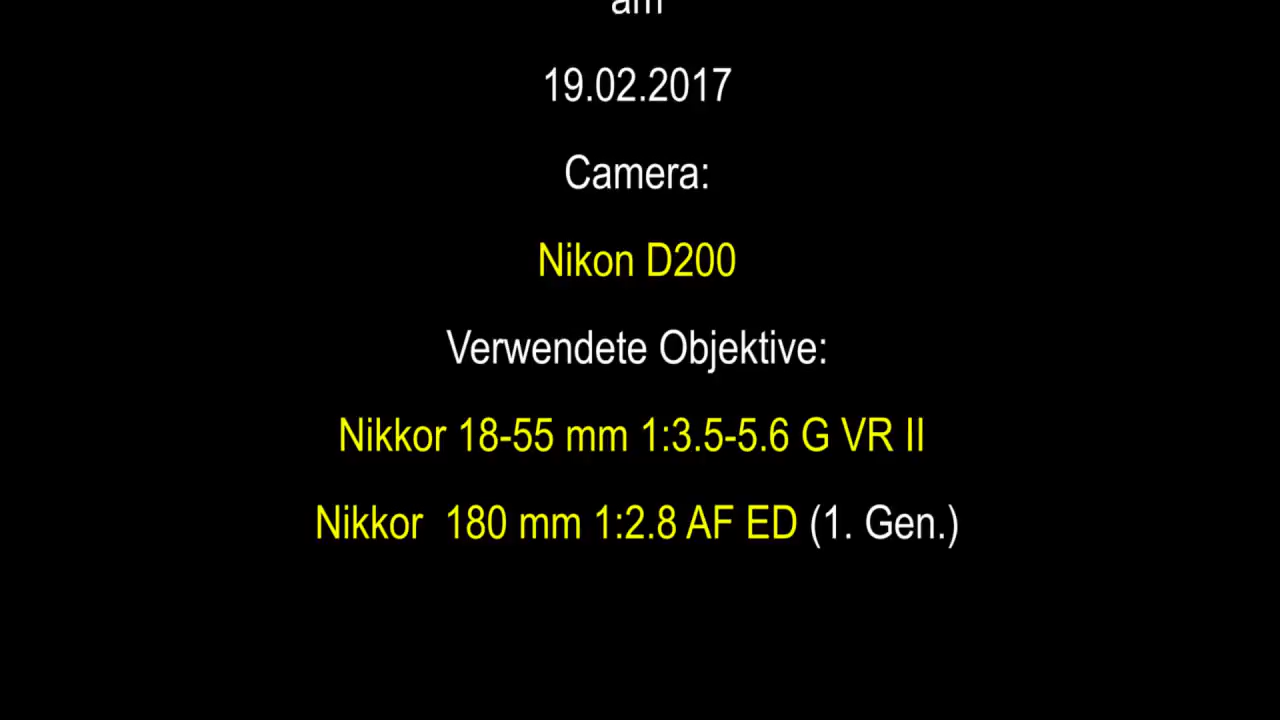 am
19.02.2017
Camera:
Nikon D200
Verwendete Objektive:
Nikkor 18-55 mm 1:3.5-5.6 G VR II
Nikkor  180 mm 1:2.8 AF ED (1. Gen.)